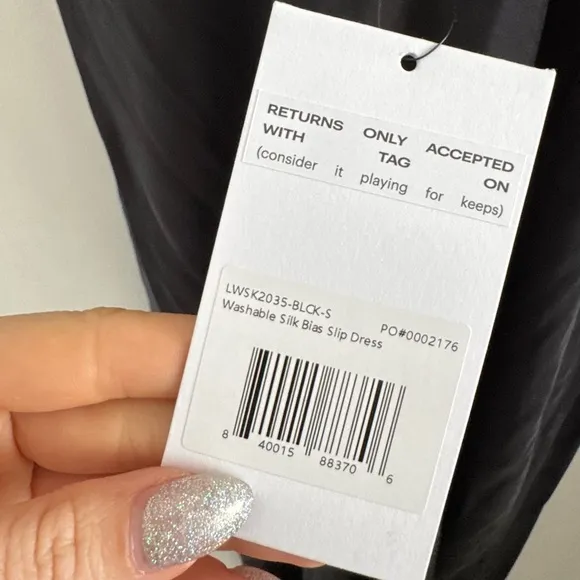 RETURNS ONLY ACCEPTED
WITH TAG ON
(consider it playing for keeps)
LWSK2035-BLCK-S
Washable Silk Bias Slip Dress PO#0002176
8 40015 88370 6